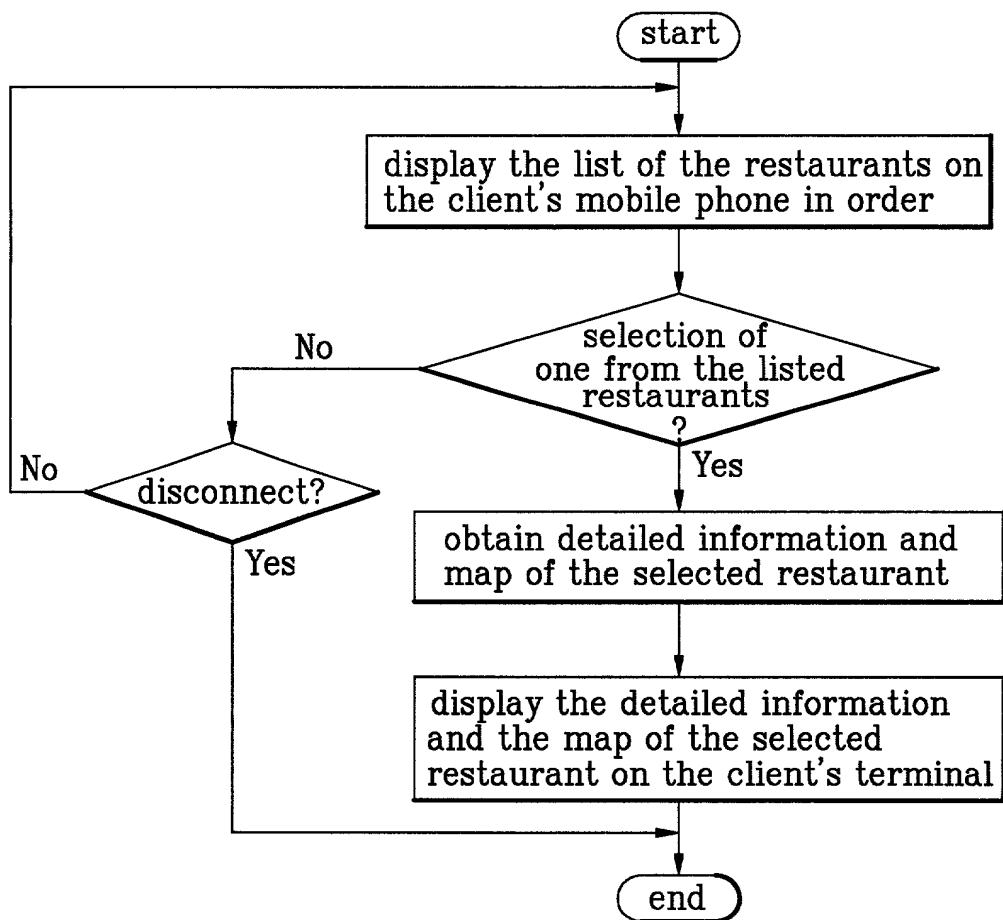 start
display the list of the restaurants on
the client's mobile phone in order
selection of
one from the listed
restaurants
?
No
Yes
disconnect?
No
Yes
obtain detailed information and
map of the selected restaurant
display the detailed information
and the map of the selected
restaurant on the client's terminal
end